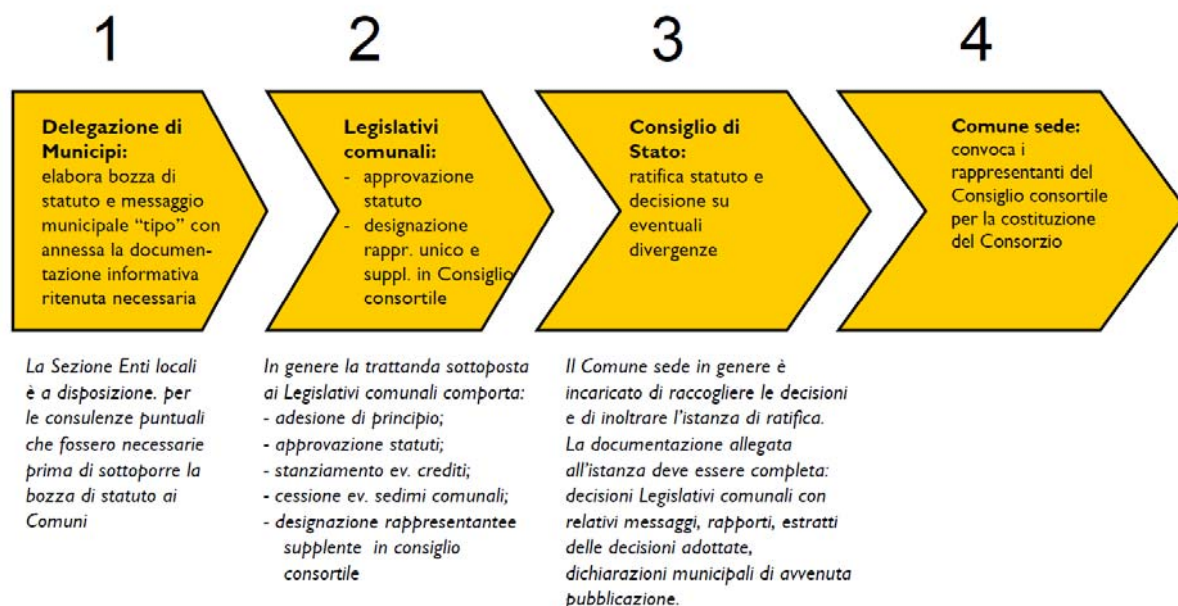 1
2
3
4
Delegazione di
Municipi:
elabora bozza di
statuto e messaggio
municipale “tipo” con
annessa la documen-
tazione informativa
ritenuta necessaria
Legislativi
comunali:
- approvazione
statuto
- designazione
rappr. unico e
suppl. in Consiglio
consortile
Consiglio di
Stato:
ratifica statuto e
decisione su
eventuali
divergenze
Comune sede:
convoca i
rappresentanti del
Consiglio consortile
per la costituzione
del Consorzio
La Sezione Enti locali
è a disposizione. per
le consulenze puntuali
che fossero necessarie
prima di sottoporre la
bozza di statuto ai
Comuni
In genere la trattanda sottoposta
ai Legislativi comunali comporta:
- adesione di principio;
- approvazione statuti;
- stanziamento ev. crediti;
- cessione ev. sedimi comunali;
- designazione rappresentantee
supplente in consiglio
consortile
Il Comune sede in genere è
incaricato di raccogliere le decisioni
e di inoltrare l’istanza di ratifica.
La documentazione allegata
all’istanza deve essere completa:
decisioni Legislativi comunali con
relativi messaggi, rapporti, estratti
delle decisioni adottate,
dichiarazioni municipali di avvenuta
pubblicazione.